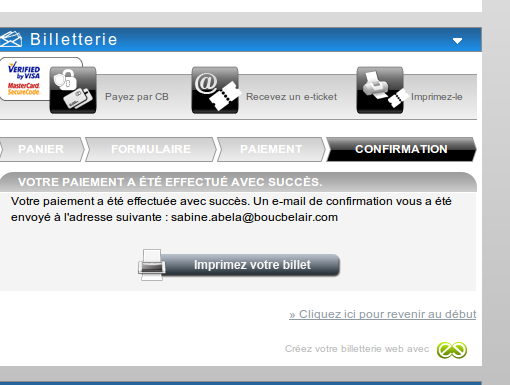 Billetterie
VERIFIED
by VISA
MasterCard.
SecureCode.
Payez par CB
@
Recevez un e-ticket
Imprimez-le
PANIER
FORMULAIRE
PAIEMENT
CONFIRMATION
VOTRE PAIEMENT A ÉTÉ EFFECTUÉ AVEC SUCCÈS.
Votre paiement a été effectuée avec succès. Un e-mail de confirmation vous a été
envoyé à l'adresse suivante : sabine.abela@boucbelair.com
Imprimez votre billet
» Cliquez ici pour revenir au début
Créez votre billetterie web avec